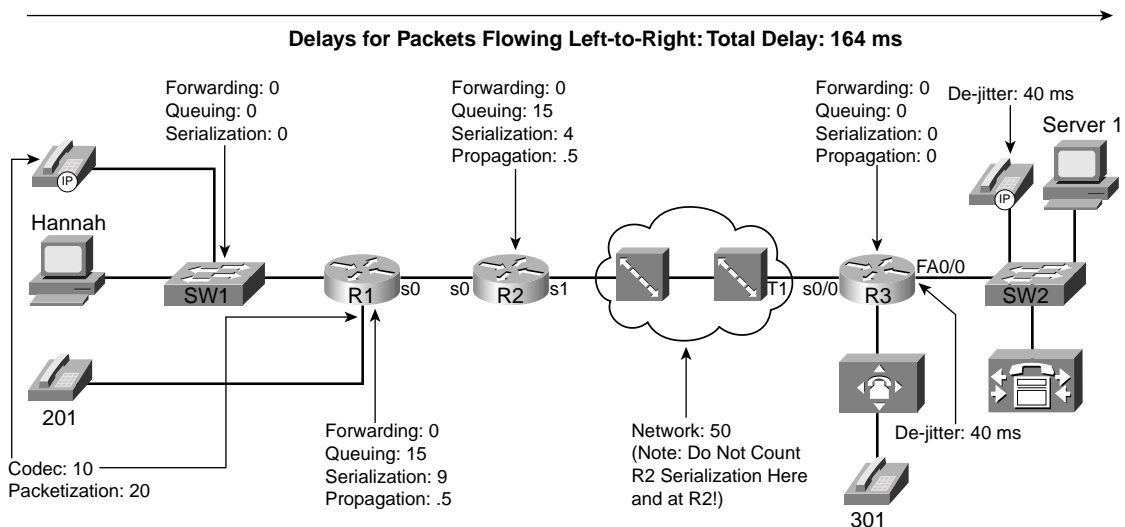 Delays for Packets Flowing Left-to-Right: Total Delay: 164 ms
Forwarding: 0
Queuing: 0
Serialization: 0
Forwarding: 0
Queuing: 15
Serialization: 4
Propagation: .5
Forwarding: 0
Queuing: 0
Serialization: 0
Propagation: 0
De-jitter: 40 ms
Server 1
IP
IP
Hannah
SW1
R1
s0
s0
R2
s1
T1
s0/0
R3
FA0/0
SW2
201
Codec: 10
Packetization: 20
Forwarding: 0
Queuing: 15
Serialization: 9
Propagation: .5
Network: 50
(Note: Do Not Count
R2 Serialization Here
and at R2!)
De-jitter: 40 ms
301